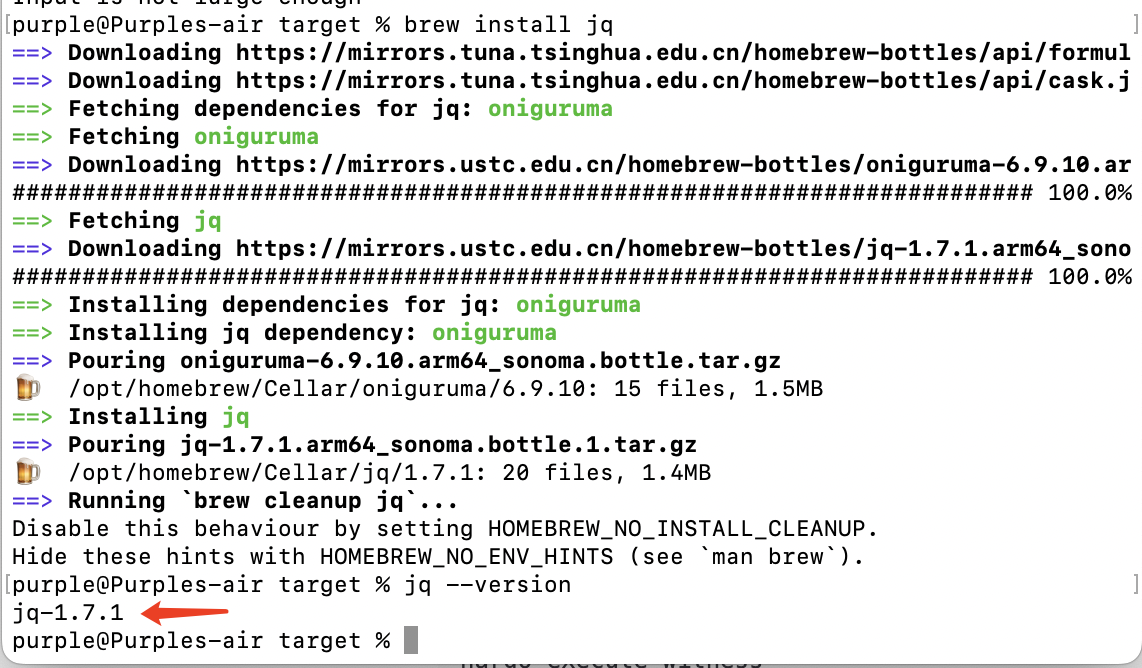 Input is not large enough
[purple@Purples-air target % brew install jq ]
==> Downloading https://mirrors.tuna.tsinghua.edu.cn/homebrew-bottles/api/formul
==> Downloading https://mirrors.tuna.tsinghua.edu.cn/homebrew-bottles/api/cask.j
==> Fetching dependencies for jq: oniguruma
==> Fetching oniguruma
==> Downloading https://mirrors.ustc.edu.cn/homebrew-bottles/oniguruma-6.9.10.ar
######################################################################### 100.0%
==> Fetching jq
==> Downloading https://mirrors.ustc.edu.cn/homebrew-bottles/jq-1.7.1.arm64_sono
######################################################################### 100.0%
==> Installing dependencies for jq: oniguruma
==> Installing jq dependency: oniguruma
==> Pouring oniguruma-6.9.10.arm64_sonoma.bottle.tar.gz
/opt/homebrew/Cellar/oniguruma/6.9.10: 15 files, 1.5MB
==> Installing jq
==> Pouring jq-1.7.1.arm64_sonoma.bottle.1.tar.gz
/opt/homebrew/Cellar/jq/1.7.1: 20 files, 1.4MB
==> Running `brew cleanup jq`...
Disable this behaviour by setting HOMEBREW_NO_INSTALL_CLEANUP.
Hide these hints with HOMEBREW_NO_ENV_HINTS (see `man brew`).
[purple@Purples-air target % jq --version ]
jq-1.7.1
purple@Purples-air target %
execute witness